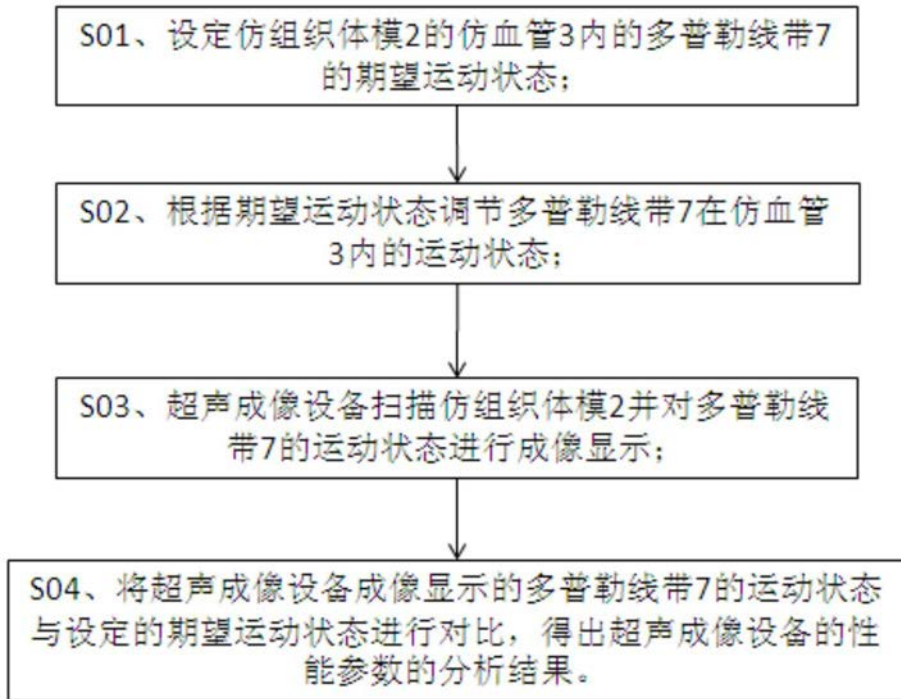 S01、设定仿组织体模2的仿血管3内的多普勒线带7
的期望运动状态；
S02、根据期望运动状态调节多普勒线带7在仿血管
3内的运动状态；
S03、超声成像设备扫描仿组织体模2并对多普勒线
带7的运动状态进行成像显示；
S04、将超声成像设备成像显示的多普勒线带7的运动状态
与设定的期望运动状态进行对比，得出超声成像设备的性
能参数的分析结果。